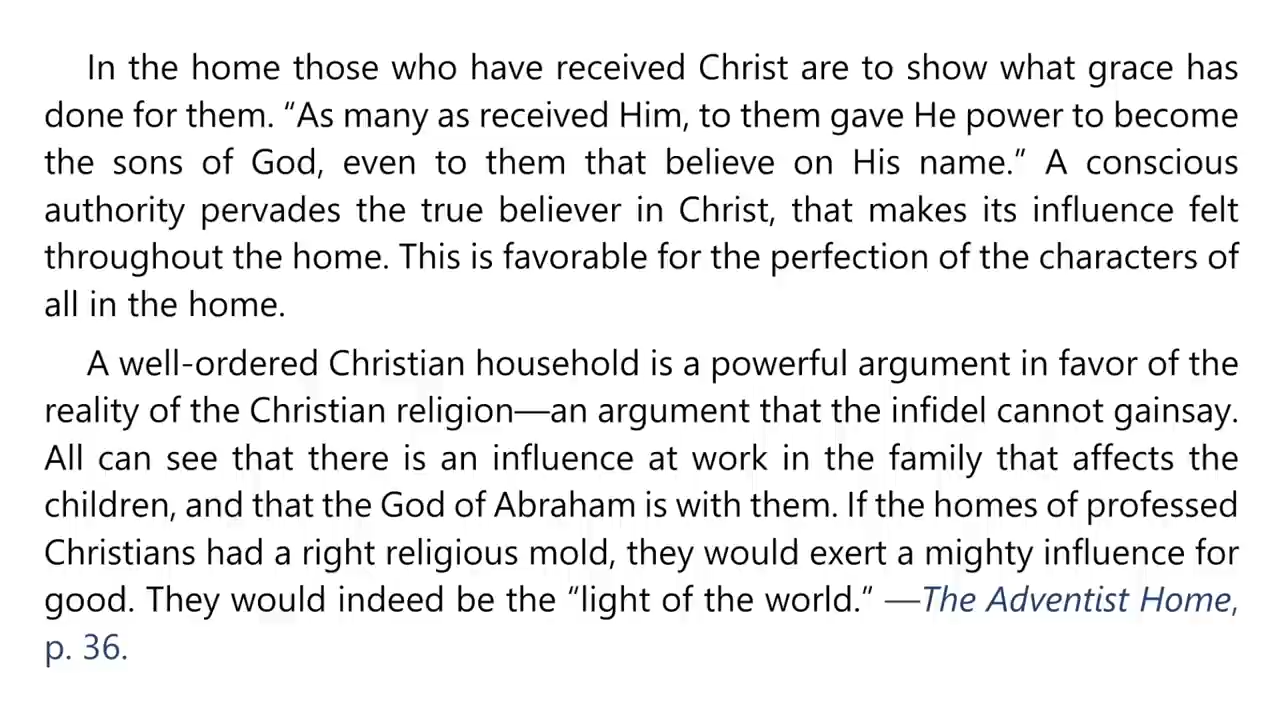 In the home those who have received Christ are to show what grace has
done for them. “As many as received Him, to them gave He power to become
the sons of God, even to them that believe on His name.” A conscious
authority pervades the true believer in Christ, that makes its influence felt
throughout the home. This is favorable for the perfection of the characters of
all in the home.
A well-ordered Christian household is a powerful argument in favor of the
reality of the Christian religion—an argument that the infidel cannot gainsay.
All can see that there is an influence at work in the family that affects the
children, and that the God of Abraham is with them. If the homes of professed
Christians had a right religious mold, they would exert a mighty influence for
good. They would indeed be the “light of the world.” —The Adventist Home,
p. 36.